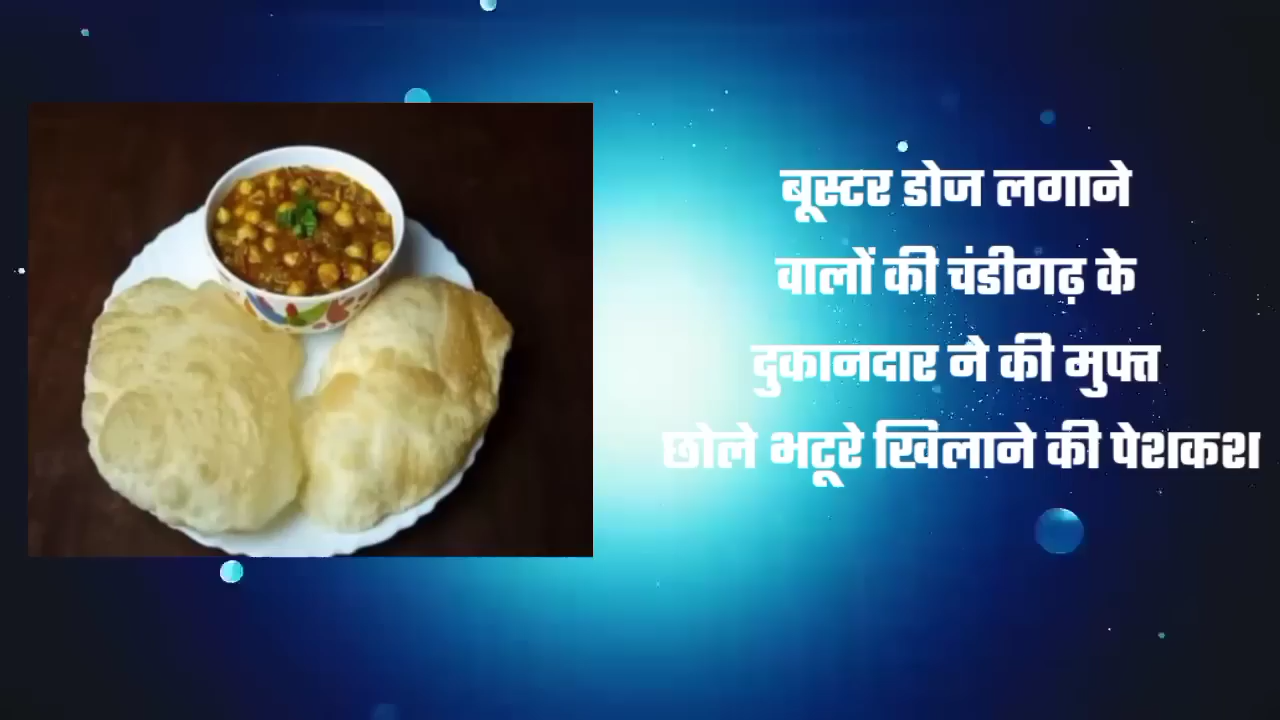 बूस्टर डोज लगाने
वालों की चंडीगढ़ के
दुकानदार ने की मुफ्त
छोले भटूरे खिलाने की पेशकश